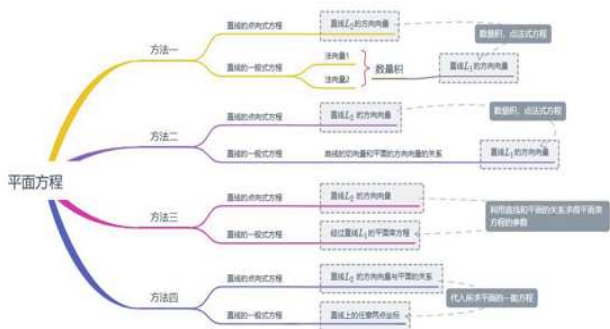 平面方程
方法一
直线的点向式方程
直线L₂的方向向量
数量积、点法式方程
直线的一般式方程
法向量1
法向量2
数量积
直线L₁的方向向量
方法二
直线的点向式方程
直线L₂的方向向量
数量积、点法式方程
直线的一般式方程
曲线的切向量和平面的方向向量的关系
直线L₁的方向向量
方法三
直线的点向式方程
直线L₂的方向向量
直线的一般式方程
经过直线L₁的平面束方程
利用直线和平面的关系求得平面束
方程的参数
方法四
直线的点向式方程
直线L₂的方向向量与平面的关系
直线的一般式方程
直线上的任意两点坐标
代入所求平面的一般方程